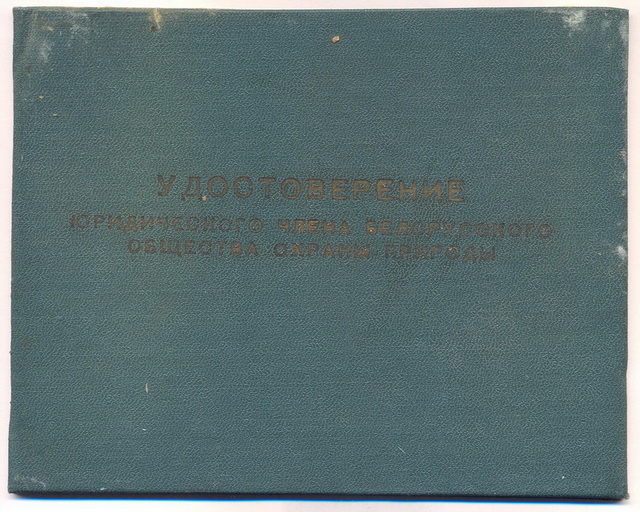 УДОСТОВЕРЕНИЕ
ЮРИДИЧЕСКОГО ЧЛЕНА БЕЛОРУССКОГО
ОБЩЕСТВА ОХРАНЫ ПРИРОДЫ